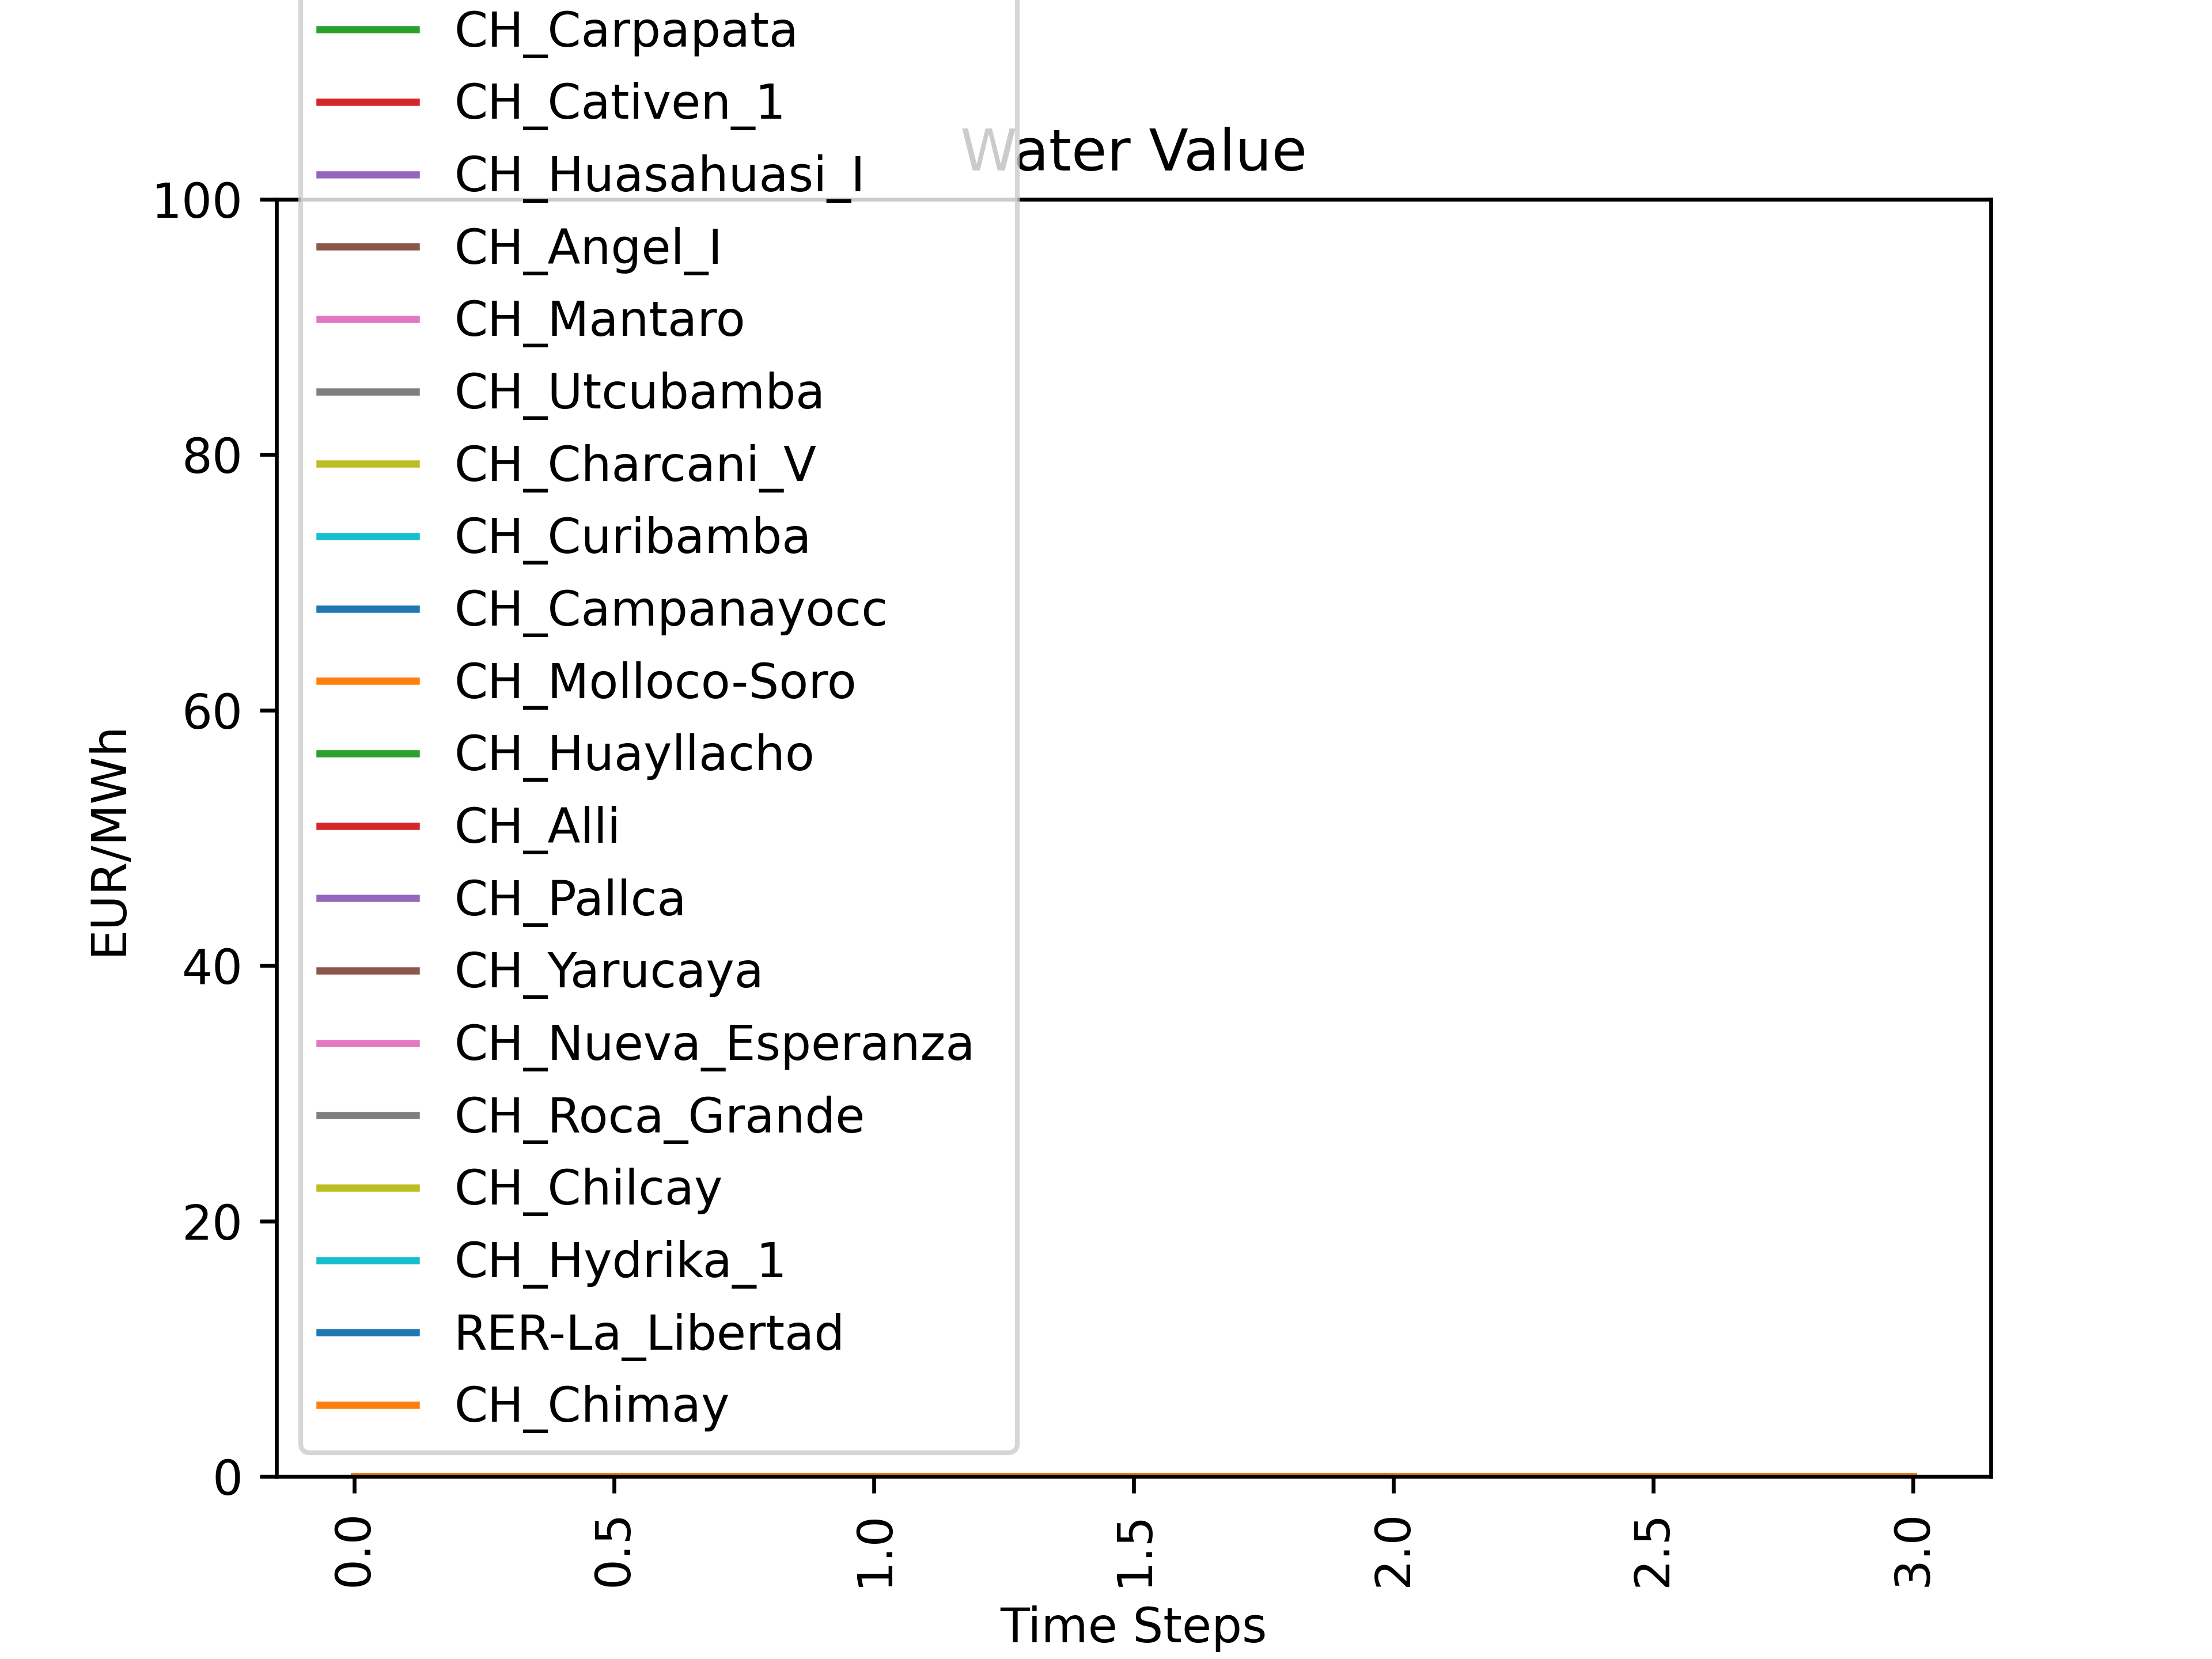 CH_Carpapata
CH_Cativen_1
Water Value
CH_Huasahuasi_I
100
CH_Angel_I
CH_Mantaro
CH_Utcubamba
80
CH_Charcani_V
CH_Curibamba
CH_Campanayocc
CH_Molloco-Soro
60
CH_Huayllacho
EUR/MWh
CH_Alli
CH_Pallca
40
CH_Yarucaya
CH_Nueva_Esperanza
CH_Roca_Grande
CH_Chilcay
20
CH_Hydrika_1
RER-La_Libertad
CH_Chimay
0
0.0 0.5 1.0 1.5 2.0 2.5 3.0
Time Steps